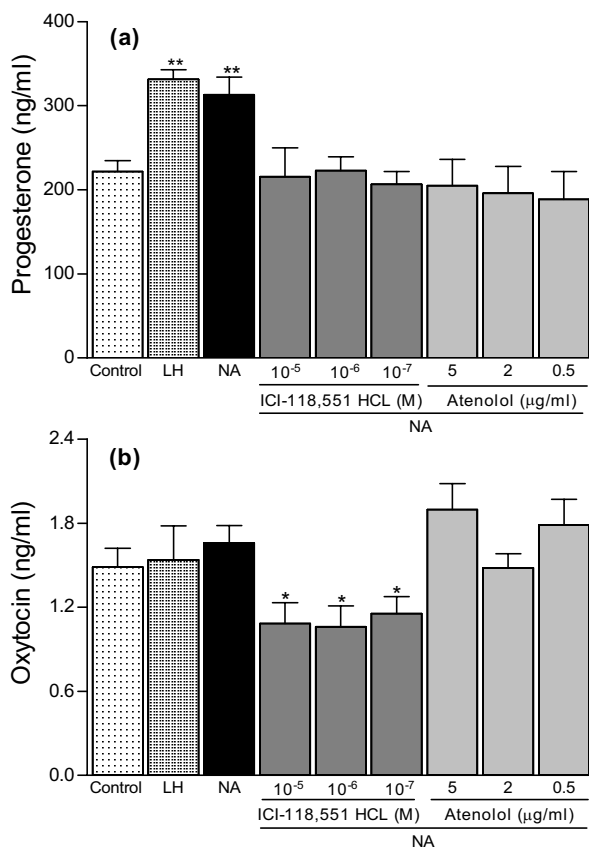 (a)
Progesterone (ng/ml)
400
300
200
100
0
** **
Control LH NA 10⁻⁵ 10⁻⁶ 10⁻⁷ 5 2 0.5
ICI-118,551 HCL (M) Atenolol (µg/ml)
NA
(b)
Oxytocin (ng/ml)
2.4
1.8
1.2
0.6
0.0
* * *
Control LH NA 10⁻⁵ 10⁻⁶ 10⁻⁷ 5 2 0.5
ICI-118,551 HCL (M) Atenolol (µg/ml)
NA